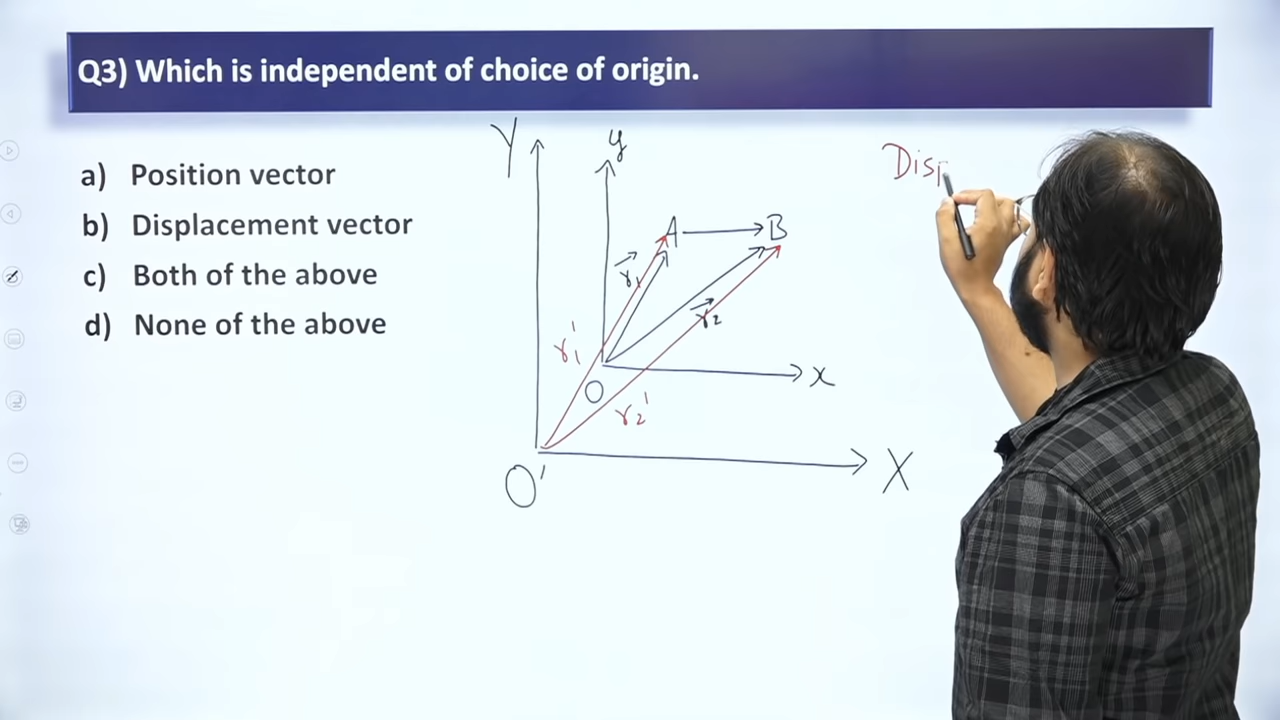 Q3) Which is independent of choice of origin.
a) Position vector
b) Displacement vector
c) Both of the above
d) None of the above
Y
y
A
B
r₁
r₂
r₁'
r₂'
O
x
O'
X
Disp